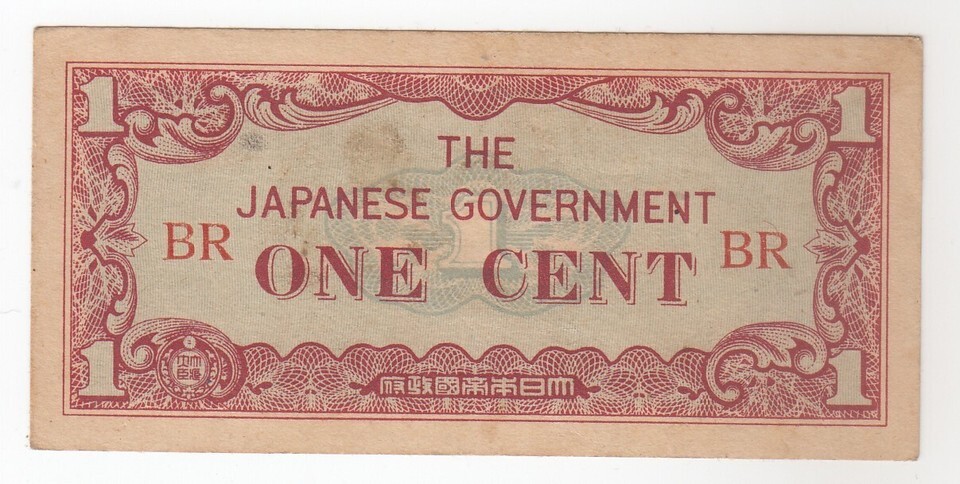 1 1
THE
JAPANESE GOVERNMENT
BR BR
ONE CENT
1 1
大日本帝國政府